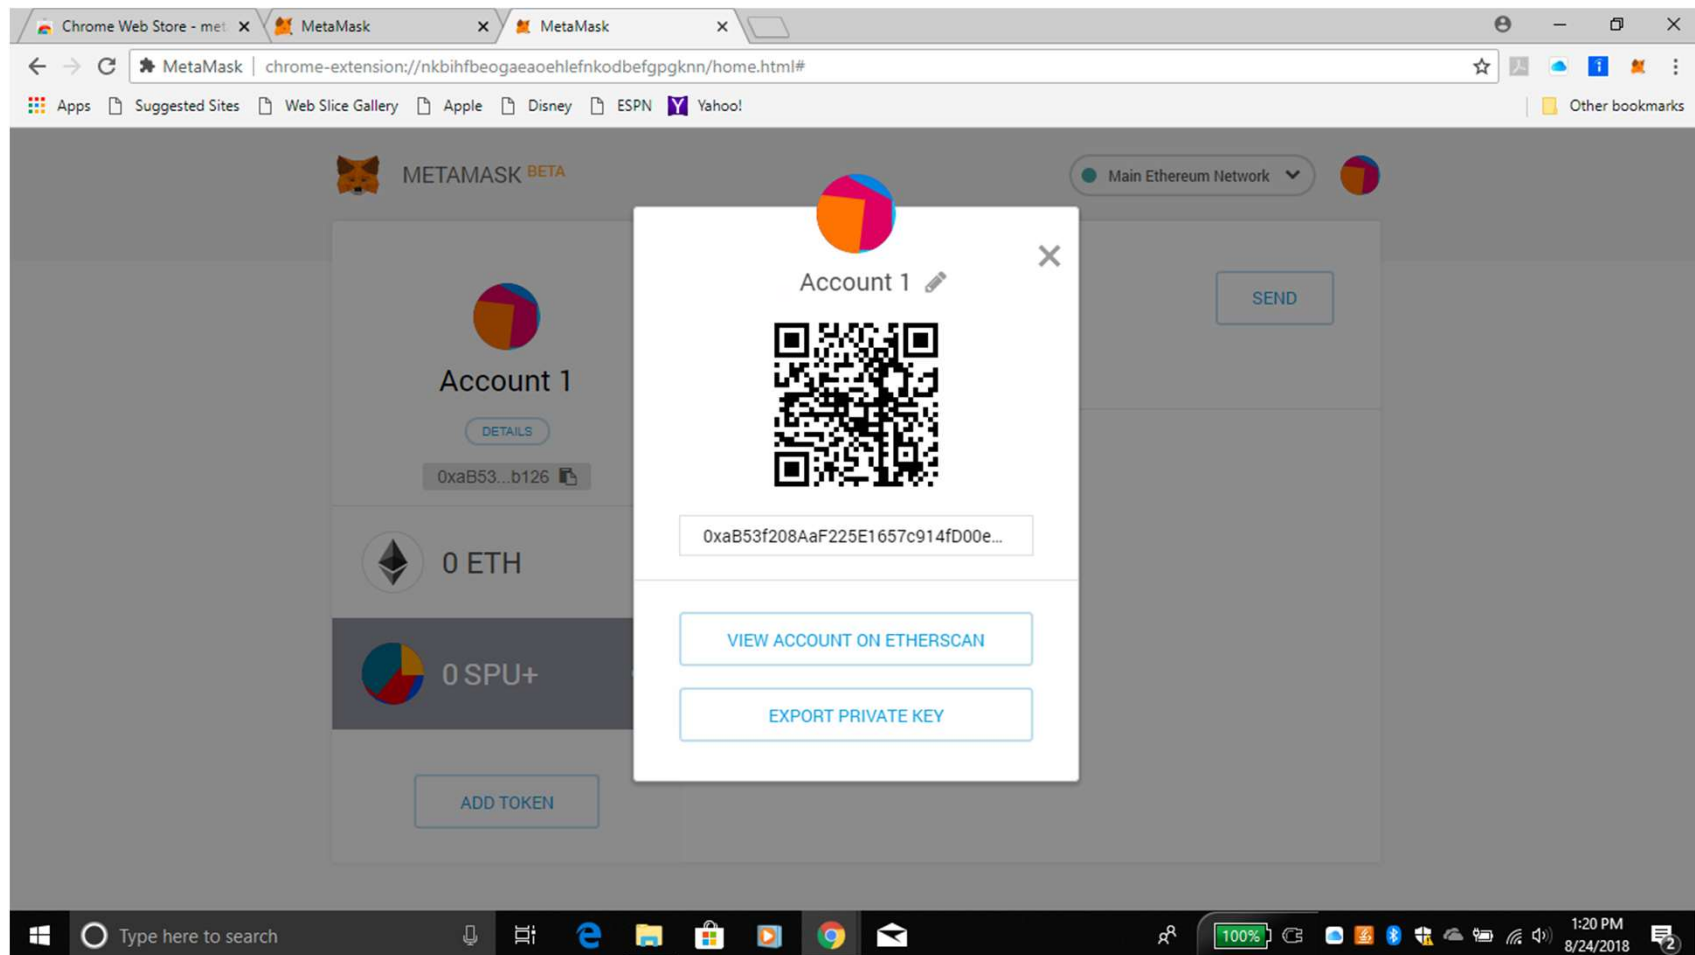 Chrome Web Store - met
MetaMask
MetaMask
MetaMask | chrome-extension://nkbihfbeogaeaoehlefnkodbefgpgknn/home.html#
Apps Suggested Sites Web Slice Gallery Apple Disney ESPN Yahoo! Other bookmarks
METAMASK BETA
Main Ethereum Network
Account 1
DETAILS
0xaB53...b126
0 ETH
0 SPU+
ADD TOKEN
Account 1
0xaB53f208AaF225E1657c914fD00e...
VIEW ACCOUNT ON ETHERSCAN
EXPORT PRIVATE KEY
SEND
Type here to search
100%
1:20 PM
8/24/2018
2